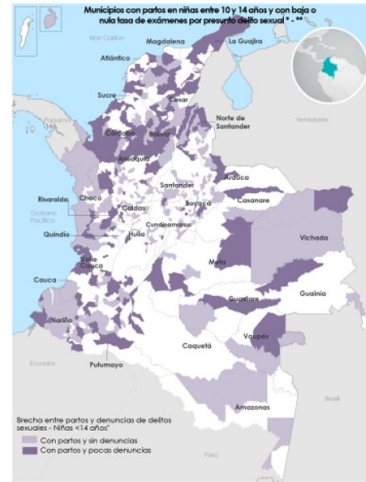 Municipios con partos en niñas entre 10 y 14 años y con baja o
nula tasa de exámenes por presunto delito sexual * - **
Mar Caribe
Magdalena
La Guajira
Atlántico
Sucre
Cesar
Panamá
Norte de
Santander
Venezuela
Córdoba
Bolívar
Antioquia
Arauca
Santander
Risaralda
Chocó
Caldas
Boyacá
Casanare
Océano
Pacífico
Cundinamarca
Quindío
Huila
Vichada
Valle
Cauca
Meta
Cauca
Guaviare
Guainía
Nariño
Vaupés
Caquetá
Ecuador
Putumayo
Amazonas
Brasil
Perú
Brecha entre partos y denuncias de delitos
sexuales - Niñas <14 años"
Con partos y sin denuncias
Con partos y pocas denuncias